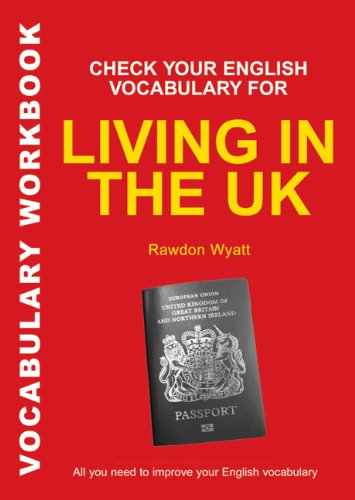 VOCABULARY WORKBOOK
CHECK YOUR ENGLISH
VOCABULARY FOR
LIVING IN
THE UK
Rawdon Wyatt
EUROPEAN UNION
UNITED KINGDOM OF
GREAT BRITAIN
AND NORTHERN IRELAND
PASSPORT
All you need to improve your English vocabulary